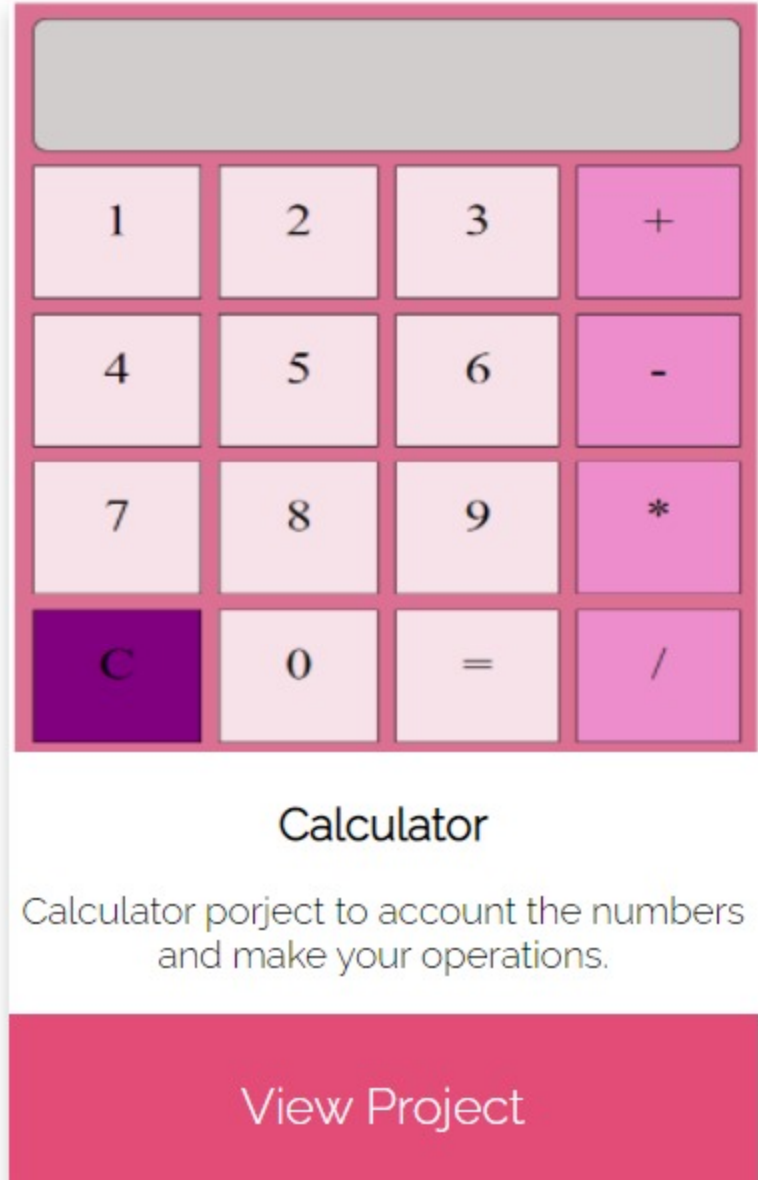 1 2 3 +
4 5 6 -
7 8 9 *
C 0 = /
Calculator
Calculator porject to account the numbers
and make your operations.
View Project